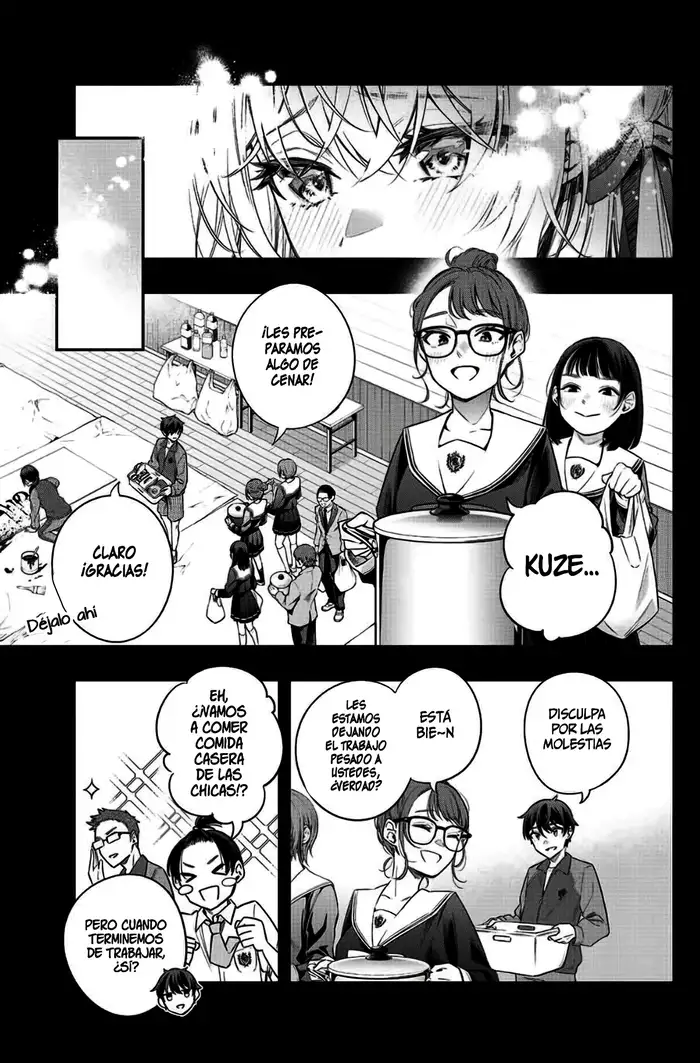 KUZE...
¡LES PRE-
PARAMOS
ALGO DE
CENAR!
CLARO
¡GRACIAS!
Déjalo ahi
DISCULPA
POR LAS
MOLESTIAS
ESTÁ
BIE~N
LES
ESTAMOS
DEJANDO
EL TRABAJO
PESADO A
USTEDES,
¿VERDAD?
EH,
¿¡VAMOS
A COMER
COMIDA
CASERA
DE LAS
CHICAS!?
PERO CUANDO
TERMINEMOS
DE TRABAJAR,
¿SÍ?